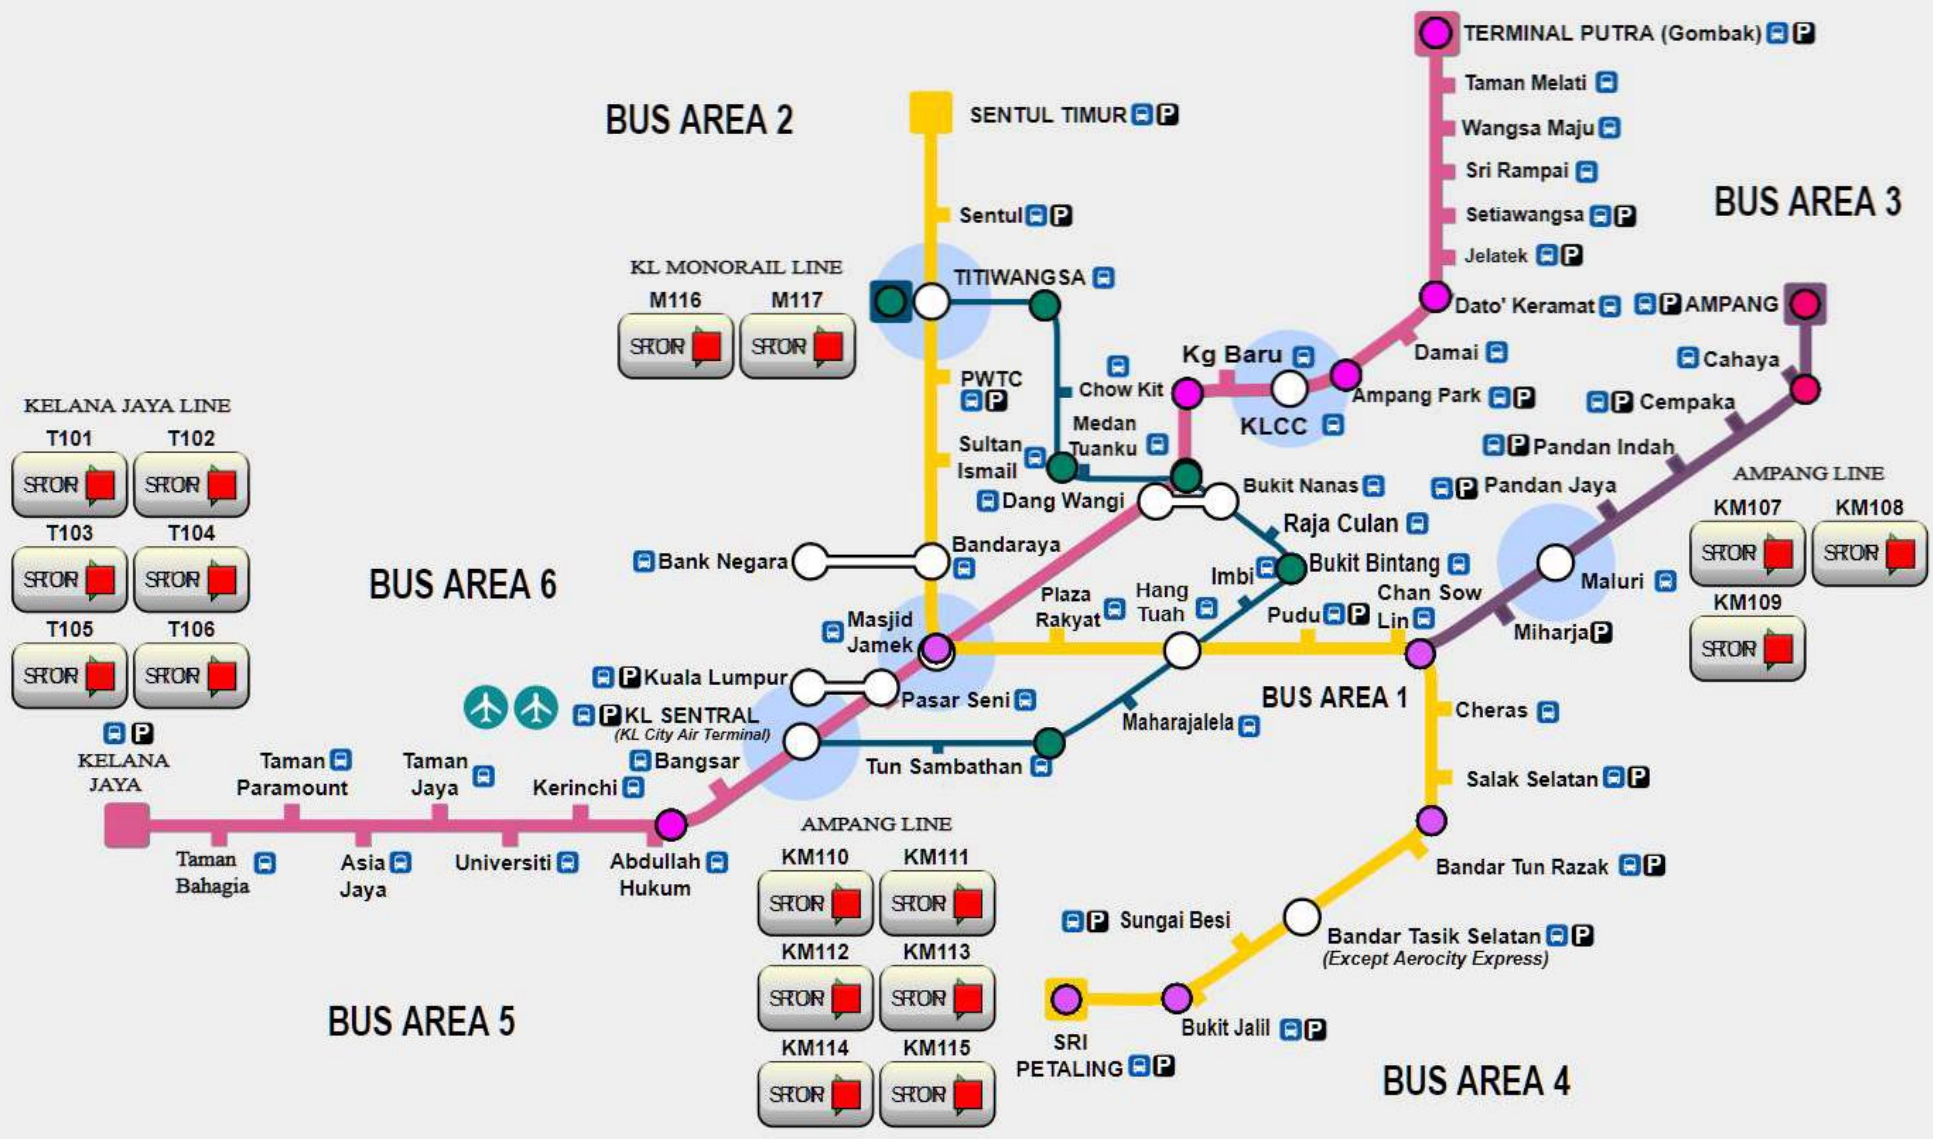 TERMINAL PUTRA (Gombak) P
Taman Melati
BUS AREA 2
SENTUL TIMUR P
Wangsa Maju
Sri Rampai
BUS AREA 3
Sentul P
Setiawangsa P
Jelatek P
KL MONORAIL LINE
M116 M117
TITIWANGSA
Dato' Keramat
P AMPANG
Kg Baru
Damai
Cahaya
PWTC
P
Chow Kit
Ampang Park P
P Cempaka
KELANA JAYA LINE
T101 T102
Medan
Tuanku
KLCC
Sultan
Ismail
P Pandan Indah
AMPANG LINE
KM107 KM108
Dang Wangi
Bukit Nanas
P Pandan Jaya
T103 T104
Raja Culan
Bandaraya
Bank Negara
BUS AREA 6
Imbi
Bukit Bintang
Maluri
Plaza
Rakyat
Hang
Tuah
Pudu P
Chan Sow
Lin
KM109
T105 T106
Masjid
Jamek
Miharja P
P Kuala Lumpur
Pasar Seni
BUS AREA 1
P KL SENTRAL
(KL City Air Terminal)
Maharajalela
Cheras
P
KELANA
JAYA
Taman
Paramount
Taman
Jaya
Kerinchi
Bangsar
Tun Sambathan
Salak Selatan P
Taman
Bahagia
Asia
Jaya
Universiti
Abdullah
Hukum
AMPANG LINE
KM110 KM111
Bandar Tun Razak P
P Sungai Besi
Bandar Tasik Selatan P
(Except Aerocity Express)
KM112 KM113
BUS AREA 5
Bukit Jalil P
KM114 KM115
SRI
PETALING P
BUS AREA 4